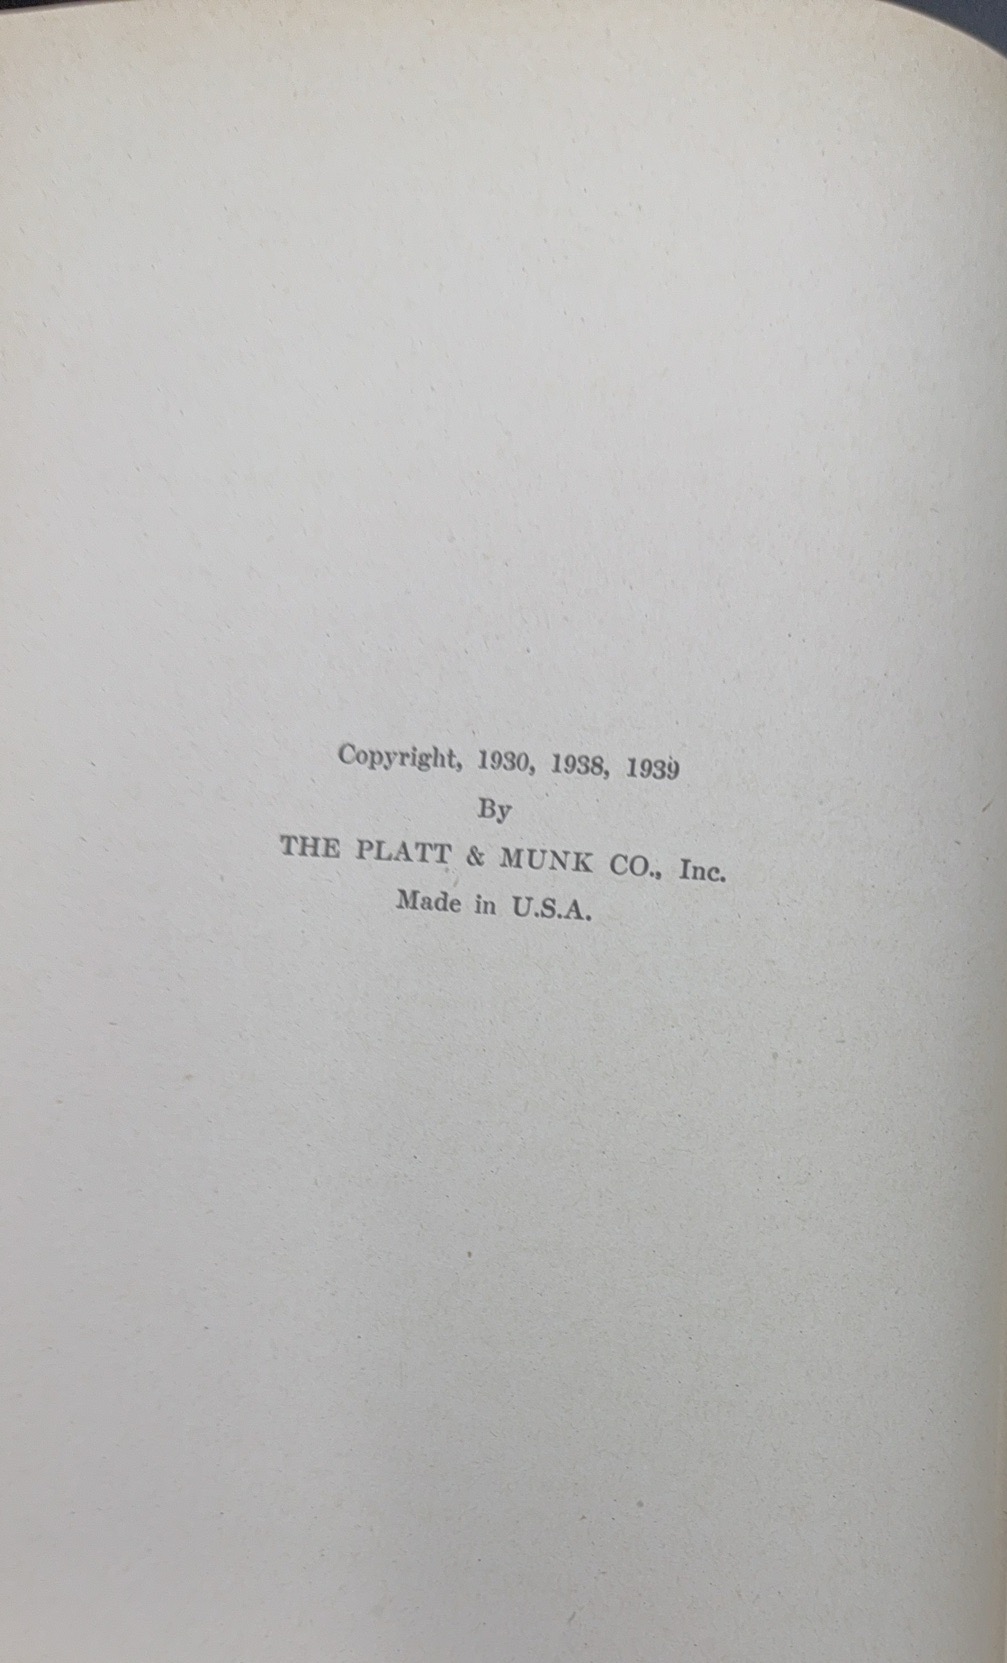 Copyright, 1930, 1938, 1939
By
THE PLATT & MUNK CO., Inc.
Made in U.S.A.